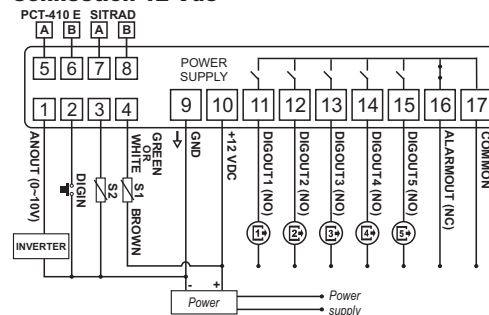 PCT-410 E SITRAD
A B A B
5 6 7 8
POWER
SUPPLY
1 2 3 4 9 10 11 12 13 14 15 16 17
ANOUT (0~10V)
DIGIN
S2
S1
GREEN
OR
WHITE
BROWN
GND
+12 VDC
DIGOUT1 (NO)
DIGOUT2 (NO)
DIGOUT3 (NO)
DIGOUT4 (NO)
DIGOUT5 (NO)
ALARMOUT (NC)
COMMON
1 2 3 4 5
INVERTER
- +
Power
Power
supply